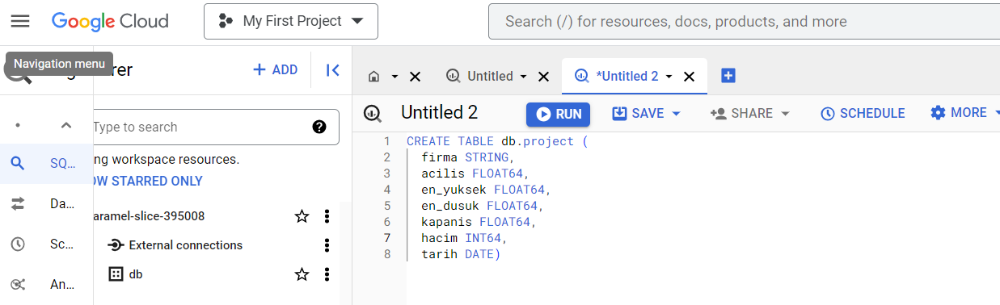 Google Cloud
My First Project
Search (/) for resources, docs, products, and more
Navigation menu
rer
+ ADD
Untitled
*Untitled 2
Untitled 2
RUN
SAVE
SHARE
SCHEDULE
MORE
Type to search
ng workspace resources.
OW STARRED ONLY
aramel-slice-395008
External connections
db
SQ...
Da...
Sc...
An...
1 CREATE TABLE db.project (
2 firma STRING,
3 acilis FLOAT64,
4 en_yuksek FLOAT64,
5 en_dusuk FLOAT64,
6 kapanis FLOAT64,
7 hacim INT64,
8 tarih DATE)